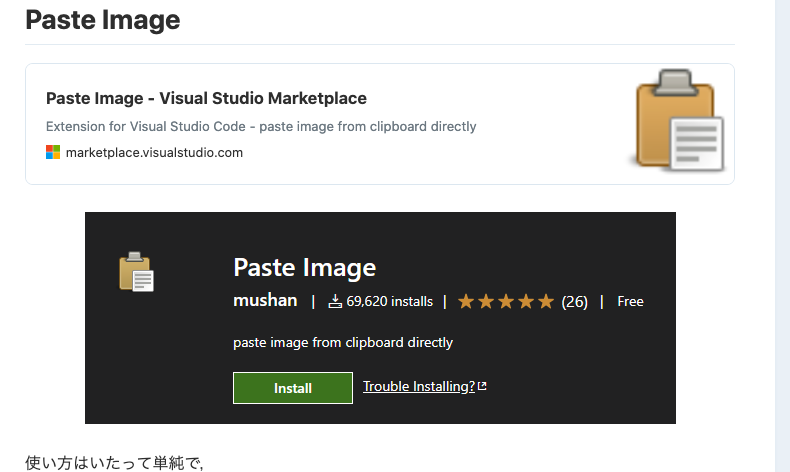 Paste Image
Paste Image - Visual Studio Marketplace
Extension for Visual Studio Code - paste image from clipboard directly
marketplace.visualstudio.com
Paste Image
mushan | 69,620 installs | ★★★★★ (26) | Free
paste image from clipboard directly
Install Trouble Installing?
使い方はいたって単純で,